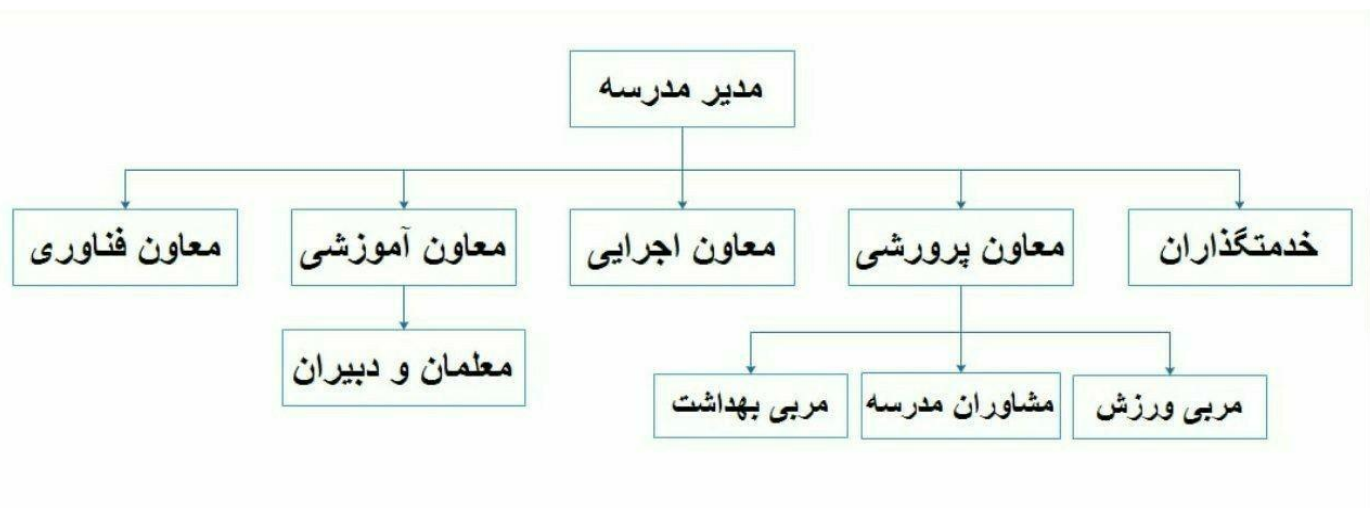 مدیر مدرسه
خدمتگذاران
معاون پرورشی
معاون اجرایی
معاون آموزشی
معاون فناوری
معلمان و دبیران
مربی ورزش
مشاوران مدرسه
مربی بهداشت